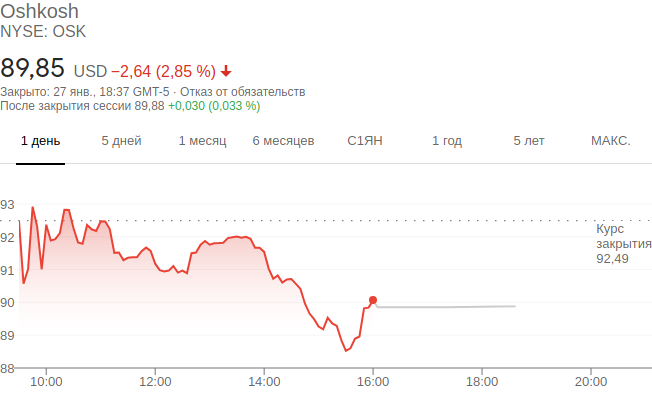 Oshkosh
NYSE: OSK
89,85 USD −2,64 (2,85 %)
Закрыто: 27 янв., 18:37 GMT-5 · Отказ от обязательств
После закрытия сессии 89,88 +0,030 (0,033 %)
1 день 5 дней 1 месяц 6 месяцев С1ЯН 1 год 5 лет МАКС.
93
92
91
90
89
88
Курс
закрытия
92,49
10:00 12:00 14:00 16:00 18:00 20:00